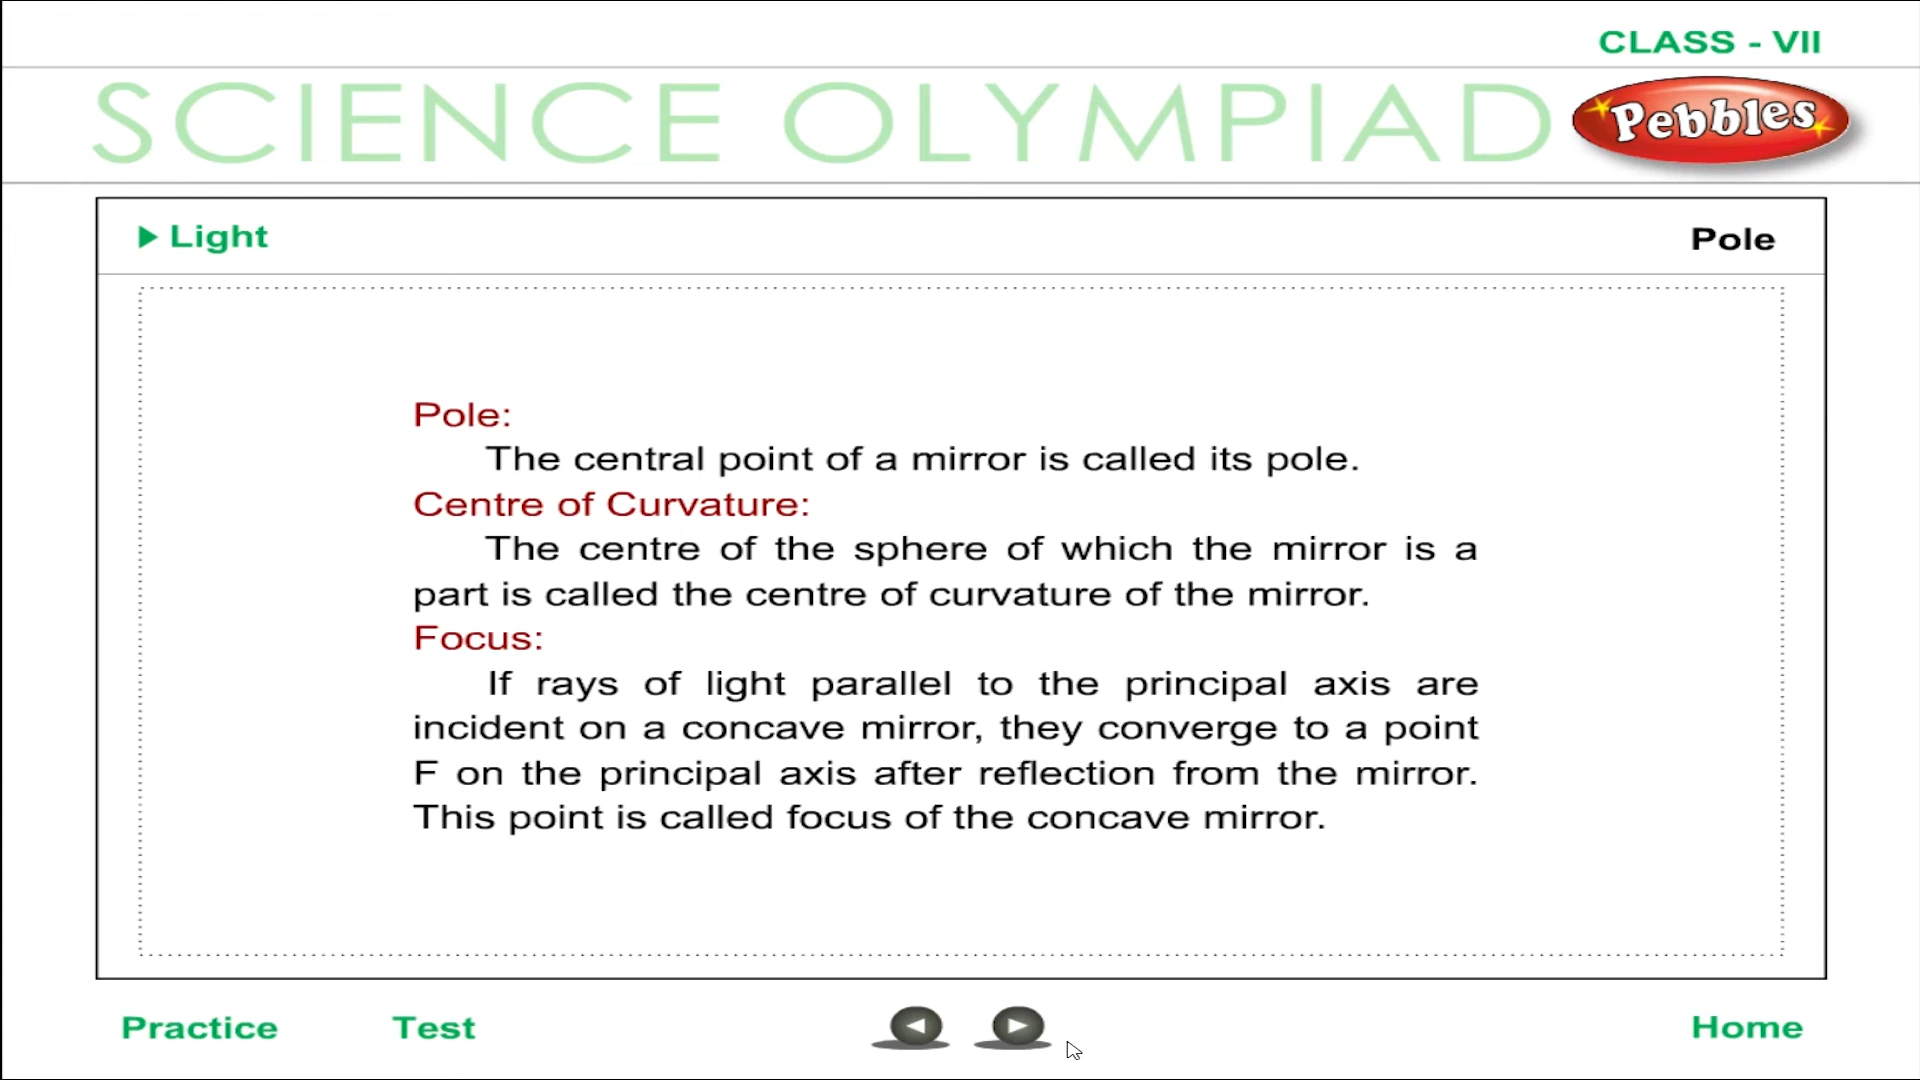 CLASS - VII
SCIENCE OLYMPIAD
Pebbles
Light
Pole
Pole:
The central point of a mirror is called its pole.
Centre of Curvature:
The centre of the sphere of which the mirror is a
part is called the centre of curvature of the mirror.
Focus:
If rays of light parallel to the principal axis are
incident on a concave mirror, they converge to a point
F on the principal axis after reflection from the mirror.
This point is called focus of the concave mirror.
Practice
Test
Home